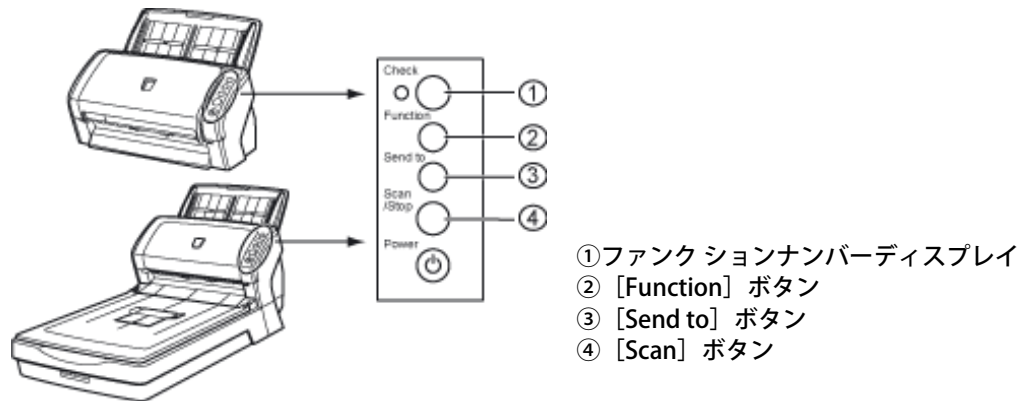 Check
①
Function
②
Send to
③
Scan
/Stop
④
Power
①ファンク ションナンバーディスプレイ
②［Function］ボタン
③［Send to］ボタン
④［Scan］ボタン